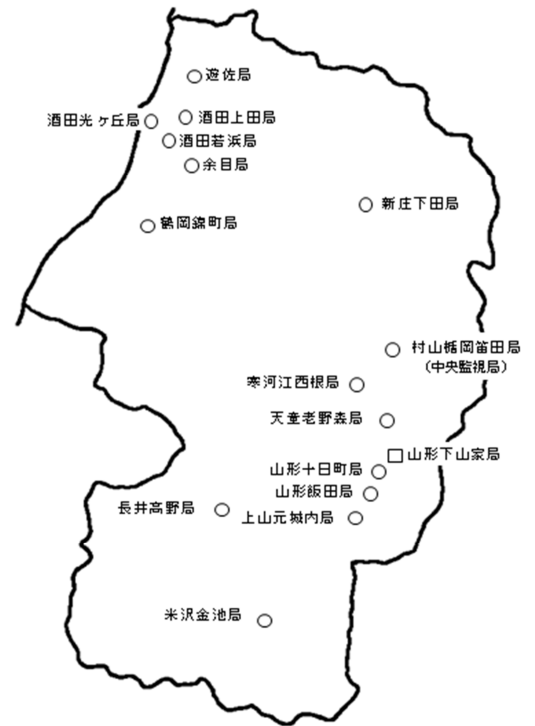 遊佐局
酒田光ヶ丘局
酒田上田局
酒田若浜局
余目局
新庄下田局
鶴岡錦町局
村山楯岡笛田局
(中央監視局)
寒河江西根局
天童老野森局
山形下山家局
山形十日町局
山形飯田局
長井高野局
上山元城内局
米沢金池局